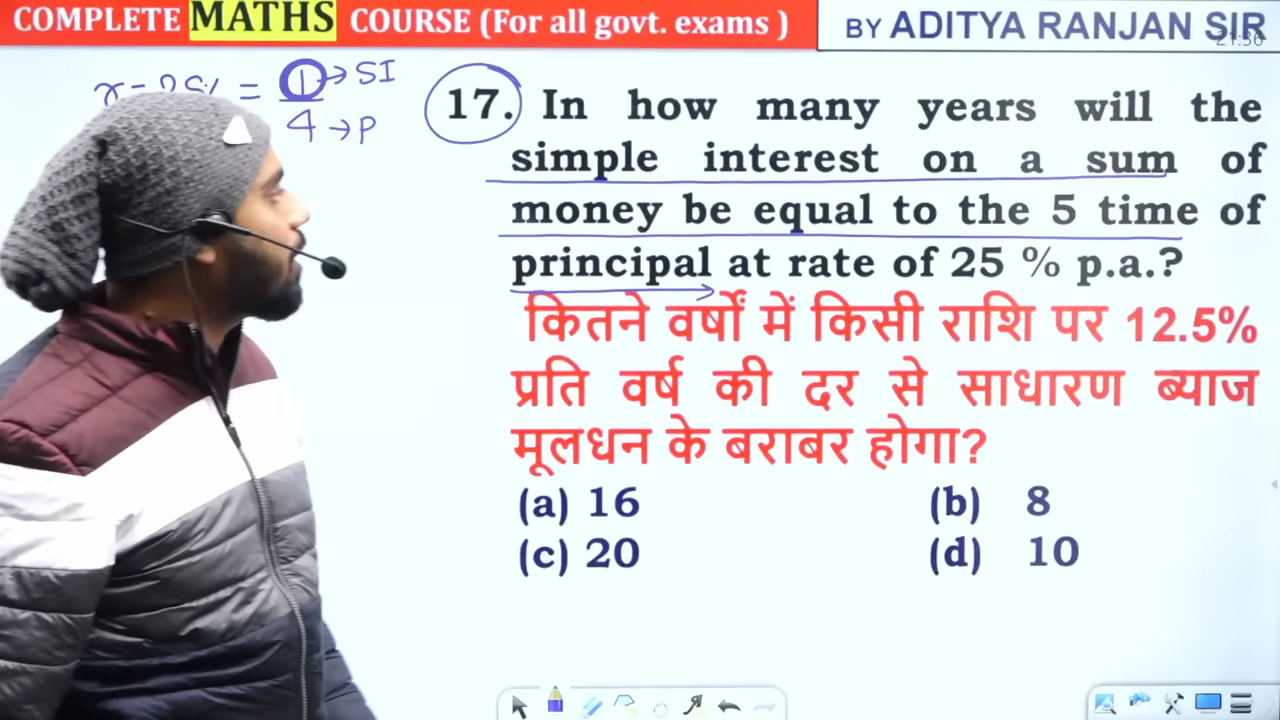 COMPLETE MATHS COURSE (For all govt. exams )
BY ADITYA RANJAN SIR
21:36
= 1 → SI
4 → P
17. In how many years will the
simple interest on a sum of
money be equal to the 5 time of
principal at rate of 25 % p.a.?
कितने वर्षों में किसी राशि पर 12.5%
प्रति वर्ष की दर से साधारण ब्याज
मूलधन के बराबर होगा?
(a) 16 (b) 8
(c) 20 (d) 10